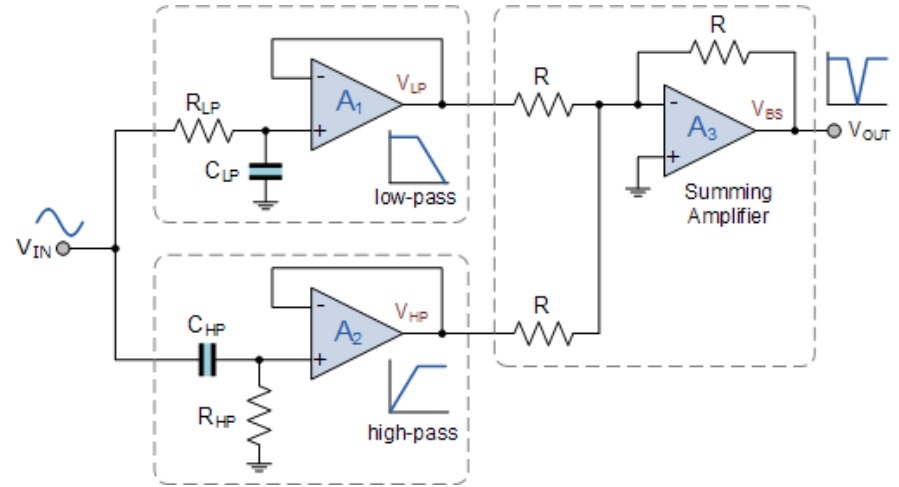 R_LP
C_LP
-
+
A₁
V_LP
low-pass
V_IN
C_HP
R_HP
-
+
A₂
V_HP
high-pass
R
R
R
-
+
A₃
V_BS
V_OUT
Summing
Amplifier